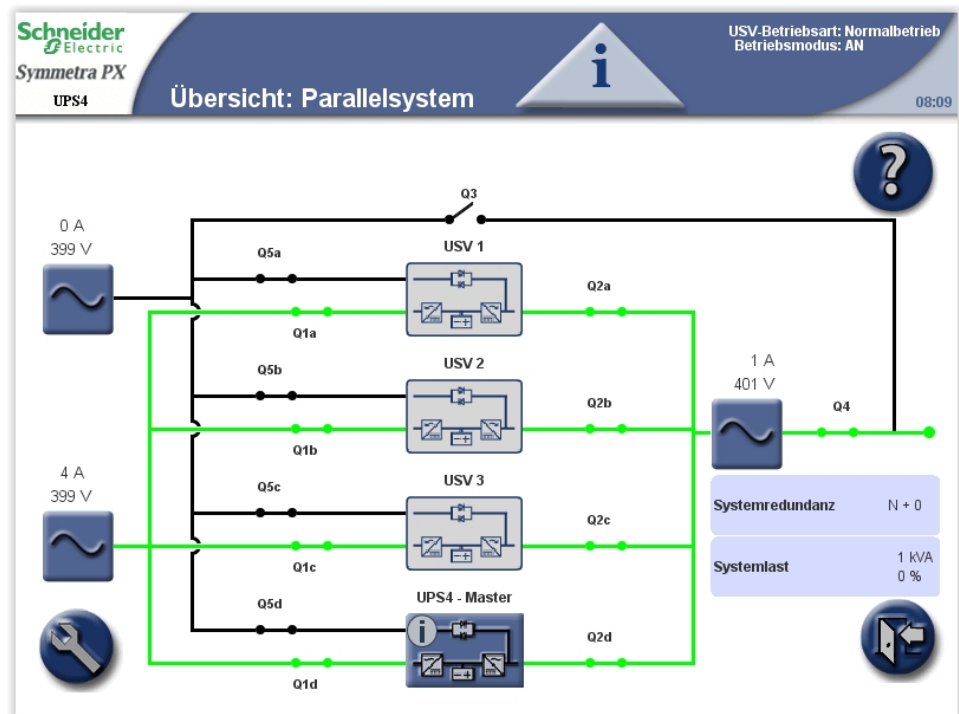 Schneider
Electric
Symmetra PX
UPS4
Übersicht: Parallelsystem
i
USV-Betriebsart: Normalbetrieb
Betriebsmodus: AN
08:09
?
Q3
0 A
399 V
Q5a
USV 1
Q2a
Q1a
Q5b
USV 2
Q2b
Q1b
1 A
401 V
Q4
4 A
399 V
Q5c
USV 3
Q2c
Q1c
Systemredundanz N + 0
Systemlast 1 kVA
0 %
Q5d
UPS4 - Master
i
Q2d
Q1d